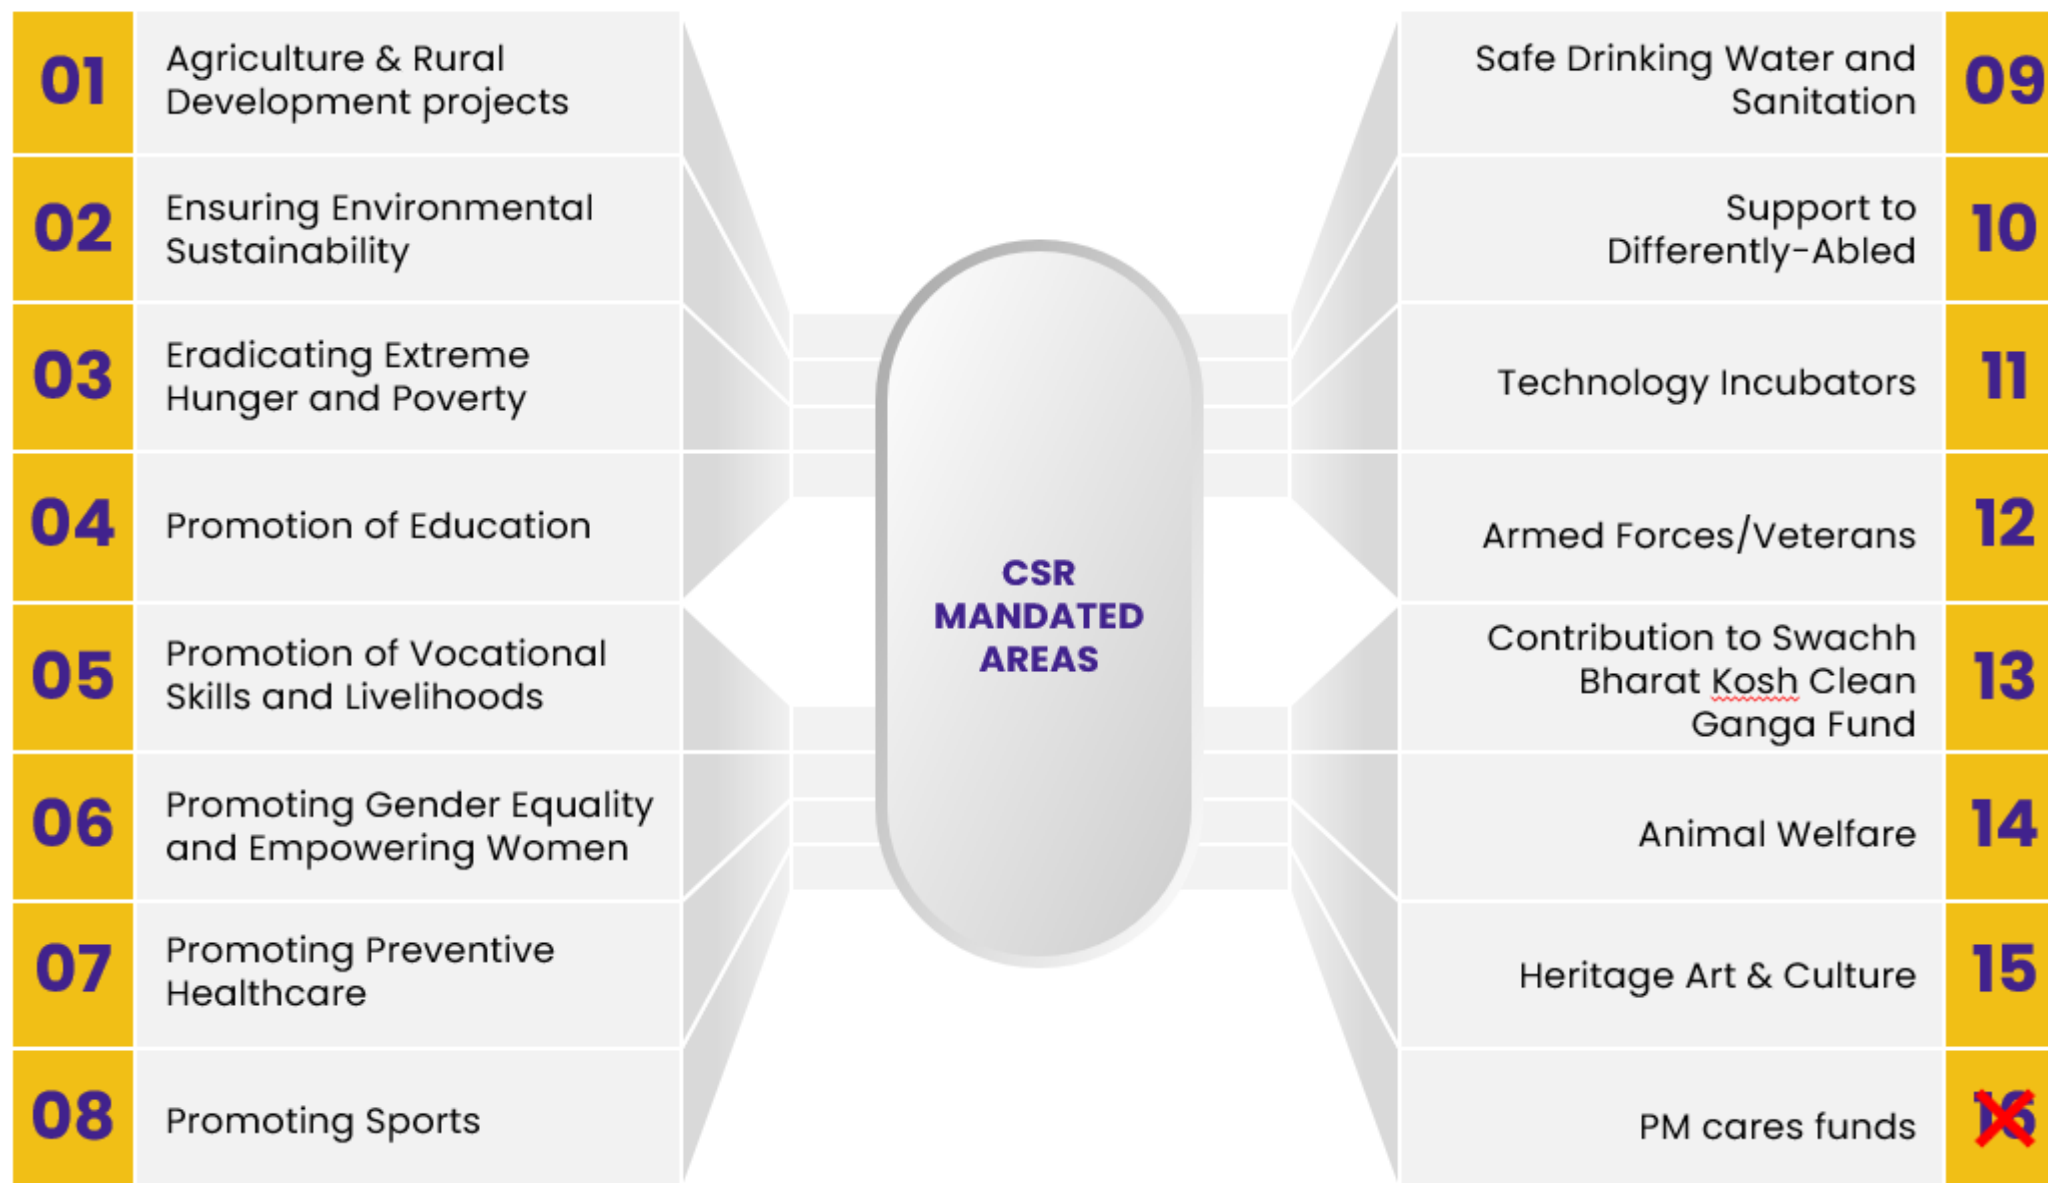 01
Agriculture & Rural
Development projects
02
Ensuring Environmental
Sustainability
03
Eradicating Extreme
Hunger and Poverty
04
Promotion of Education
05
Promotion of Vocational
Skills and Livelihoods
06
Promoting Gender Equality
and Empowering Women
07
Promoting Preventive
Healthcare
08
Promoting Sports
CSR
MANDATED
AREAS
Safe Drinking Water and
Sanitation
09
Support to
Differently-Abled
10
Technology Incubators
11
Armed Forces/Veterans
12
Contribution to Swachh
Bharat Kosh Clean
Ganga Fund
13
Animal Welfare
14
Heritage Art & Culture
15
PM cares funds
16